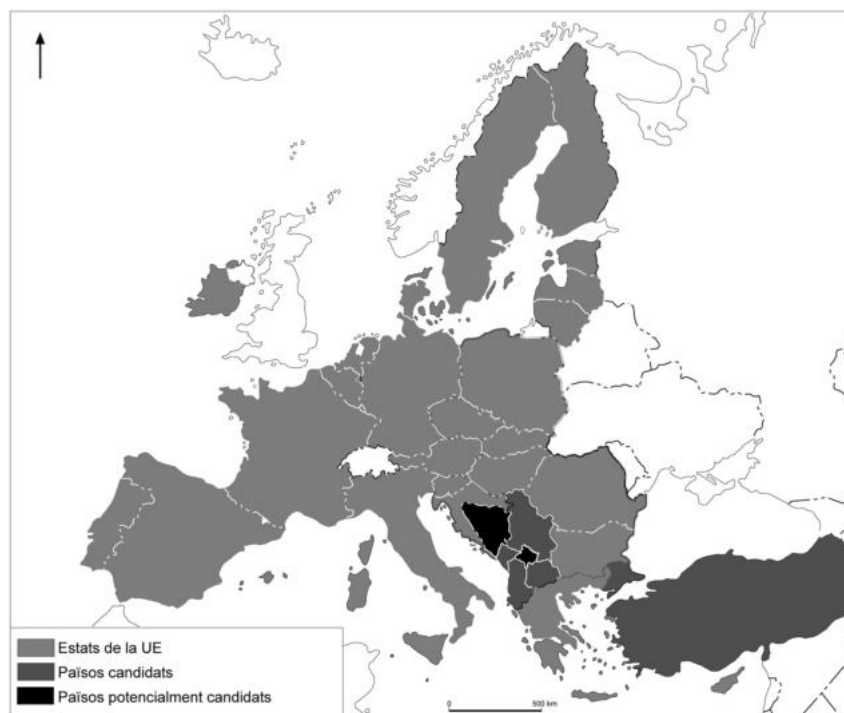 Estats de la UE
Països candidats
Països potencialment candidats
0 500 km